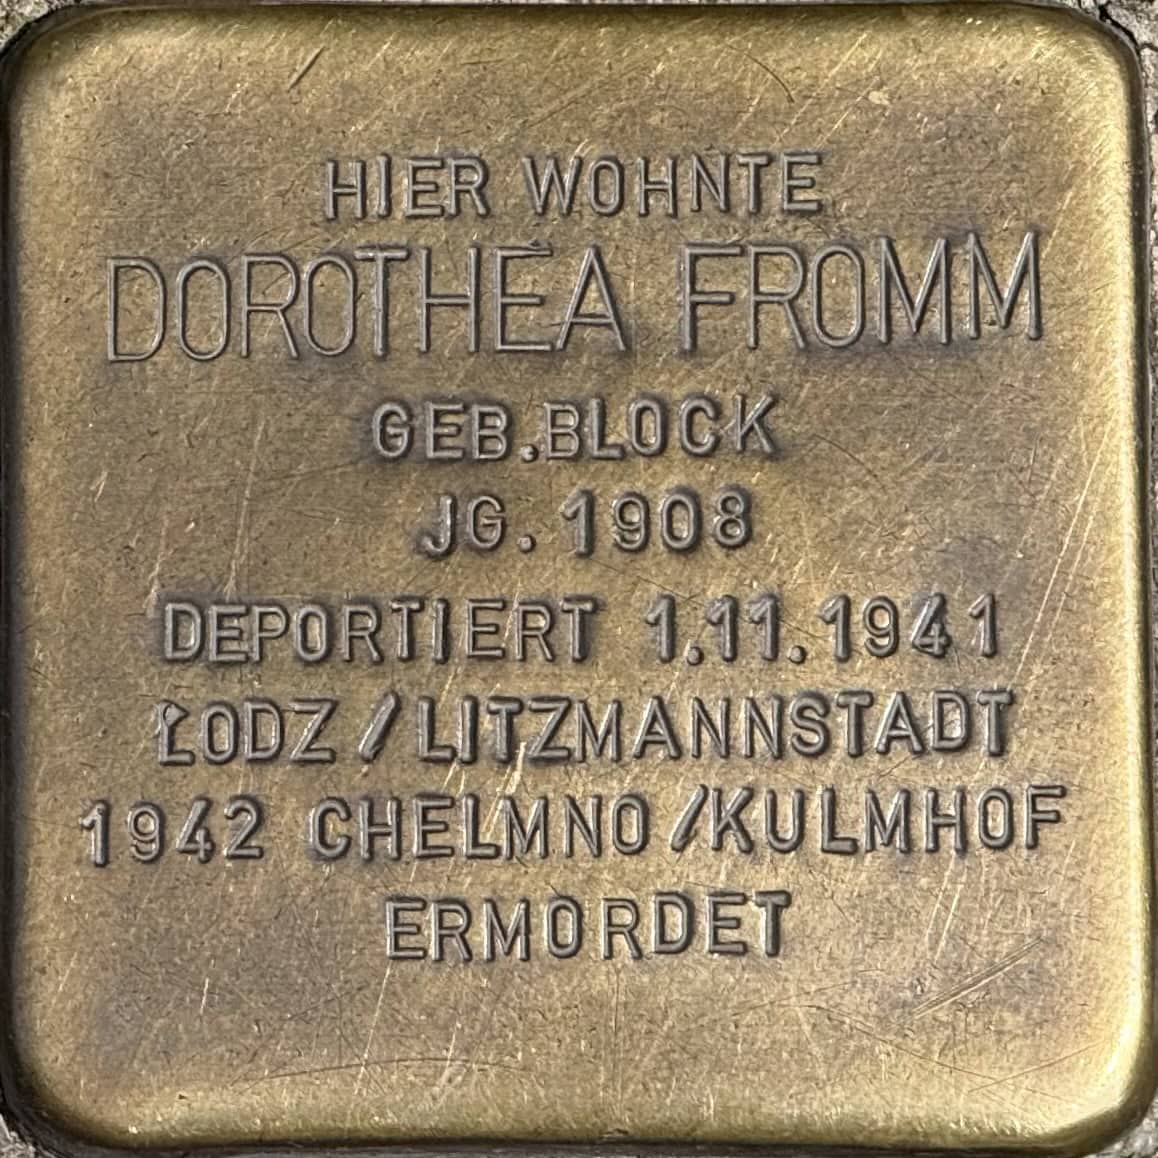 HIER WOHNTE
DOROTHEA FROMM
GEB. BLOCK
JG. 1908
DEPORTIERT 1.11.1941
ŁODZ / LITZMANNSTADT
1942 CHELMNO / KULMHOF
ERMORDET